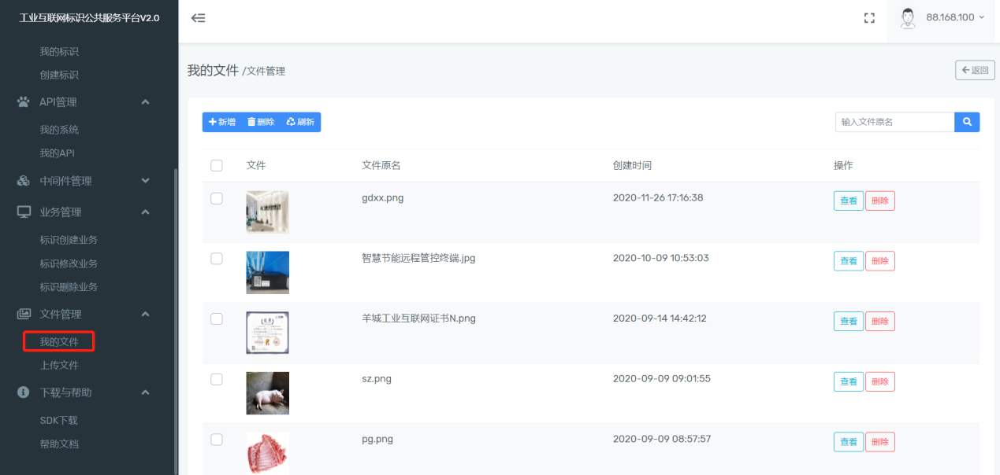 工业互联网标识公共服务平台V2.0
88.168.100
我的标识
创建标识
API管理
我的系统
我的API
中间件管理
业务管理
标识创建业务
标识修改业务
标识删除业务
文件管理
我的文件
上传文件
下载与帮助
SDK下载
帮助文档
我的文件 /文件管理
返回
新增 删除 刷新
输入文件原名
文件 文件原名 创建时间 操作
gdxx.png 2020-11-26 17:16:38 查看 删除
智慧节能远程管控终端.jpg 2020-10-09 10:53:03 查看 删除
羊城工业互联网证书N.png 2020-09-14 14:42:12 查看 删除
sz.png 2020-09-09 09:01:55 查看 删除
pg.png 2020-09-09 08:57:57 查看 删除